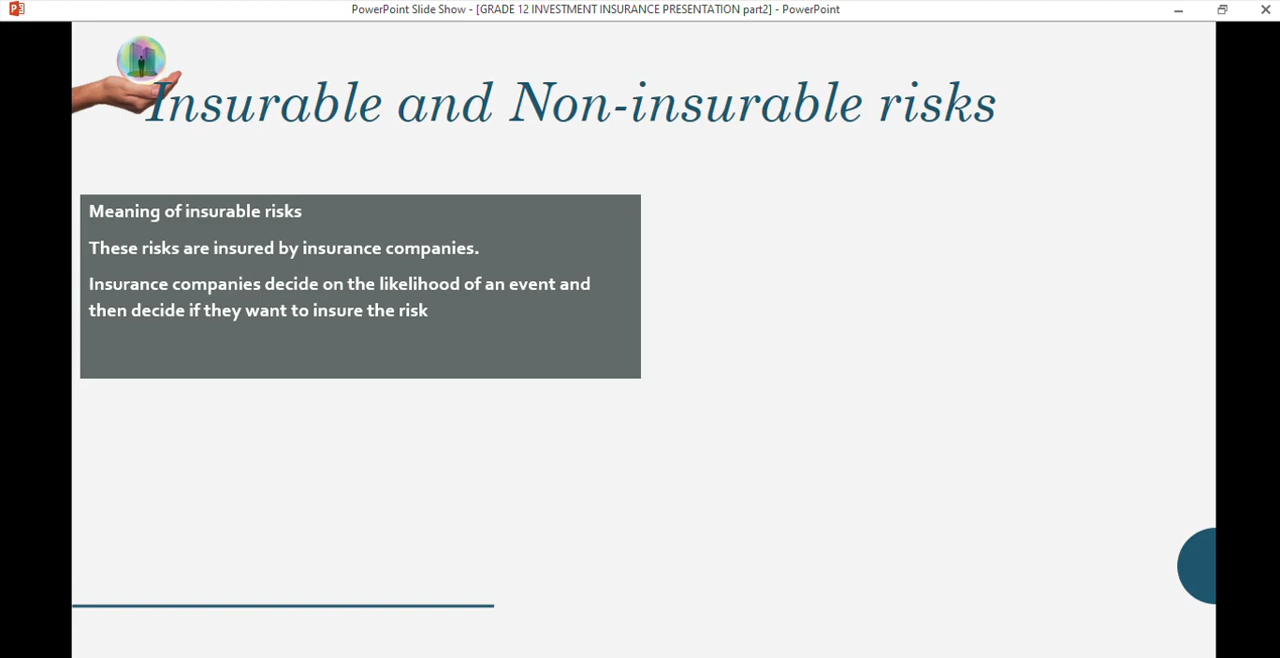 PowerPoint Slide Show - [GRADE 12 INVESTMENT INSURANCE PRESENTATION part2] - PowerPoint
Insurable and Non-insurable risks
Meaning of insurable risks
These risks are insured by insurance companies.
Insurance companies decide on the likelihood of an event and
then decide if they want to insure the risk